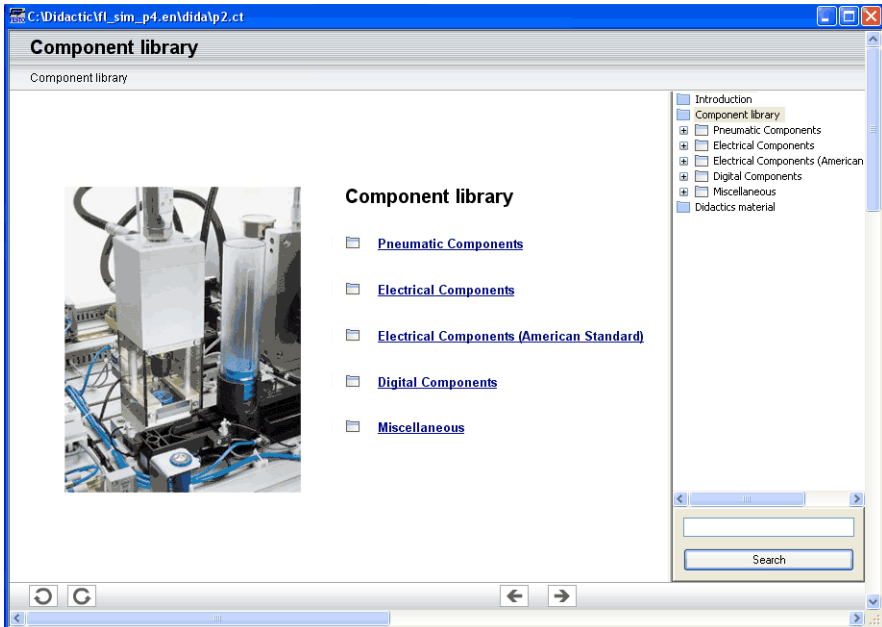 C:\Didactic\fl_sim_p4.en\dida\p2.ct
Component library
Component library
Introduction
Component library
Pneumatic Components
Electrical Components
Electrical Components (American
Digital Components
Miscellaneous
Didactics material
Component library
Pneumatic Components
Electrical Components
Electrical Components (American Standard)
Digital Components
Miscellaneous
Search